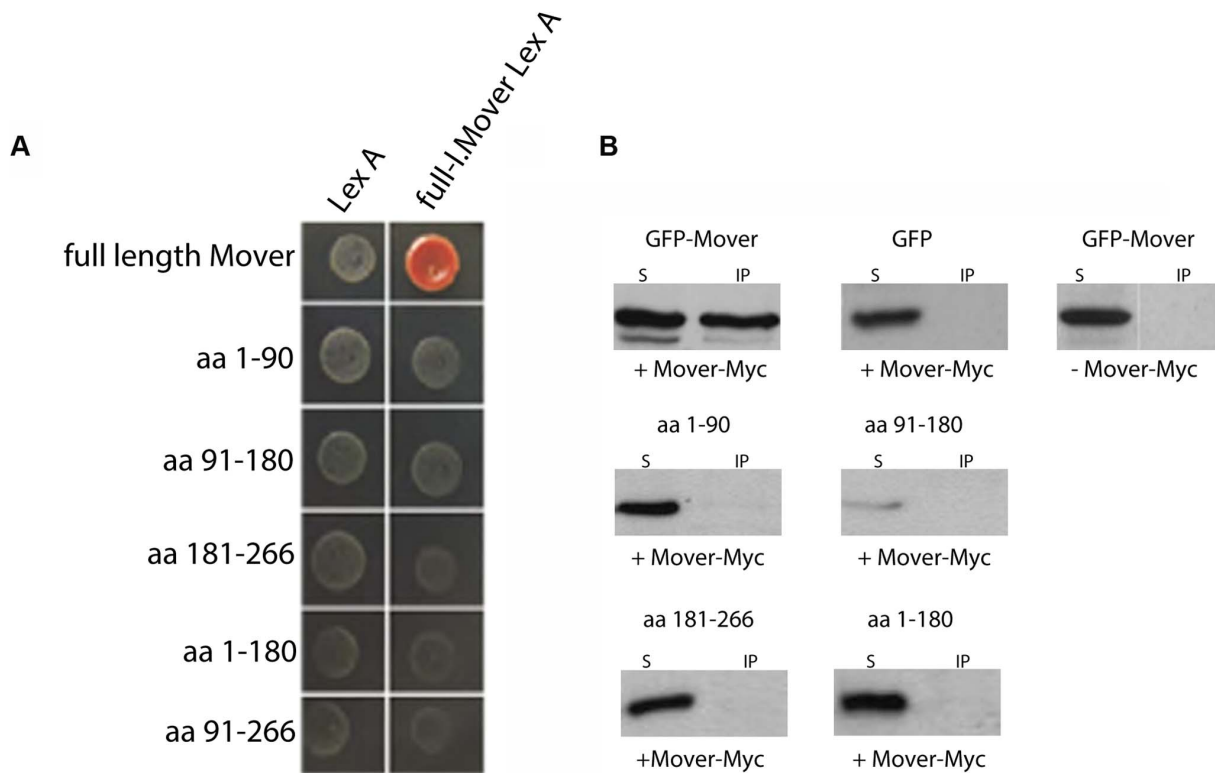 A
Lex A
full-l.Mover Lex A
full length Mover
aa 1-90
aa 91-180
aa 181-266
aa 1-180
aa 91-266
B
GFP-Mover GFP GFP-Mover
S IP S IP S IP
+ Mover-Myc + Mover-Myc - Mover-Myc
aa 1-90 aa 91-180
S IP S IP
+ Mover-Myc + Mover-Myc
aa 181-266 aa 1-180
S IP S IP
+Mover-Myc + Mover-Myc